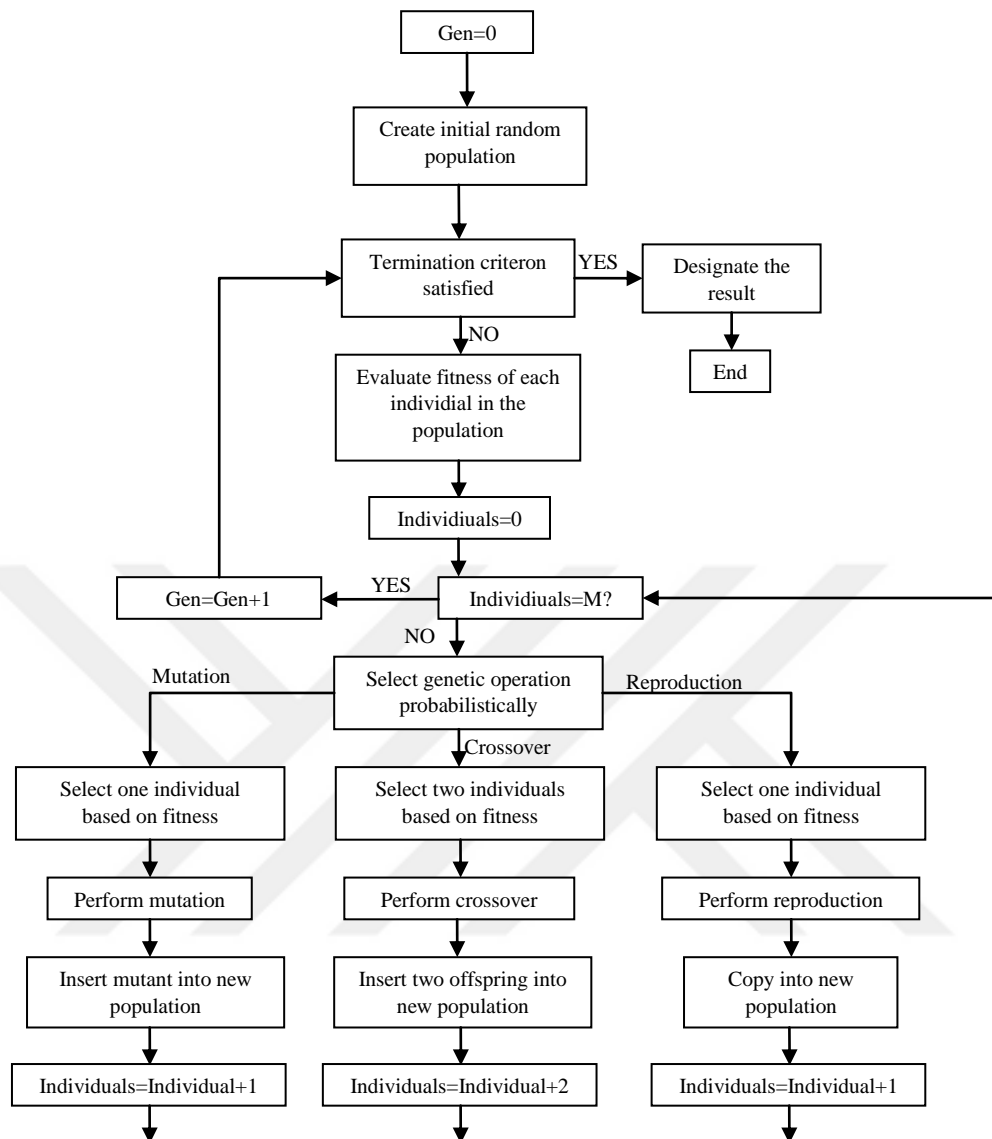 Gen=0
Create initial random
population
Termination criteron
satisfied
YES
Designate the
result
NO
End
Evaluate fitness of each
individial in the
population
Individiuals=0
Gen=Gen+1
YES
Individiuals=M?
NO
Mutation
Select genetic operation
probabilistically
Reproduction
Crossover
Select one individual
based on fitness
Select two individuals
based on fitness
Select one individual
based on fitness
Perform mutation
Perform crossover
Perform reproduction
Insert mutant into new
population
Insert two offspring into
new population
Copy into new
population
Individuals=Individual+1
Individuals=Individual+2
Individuals=Individual+1